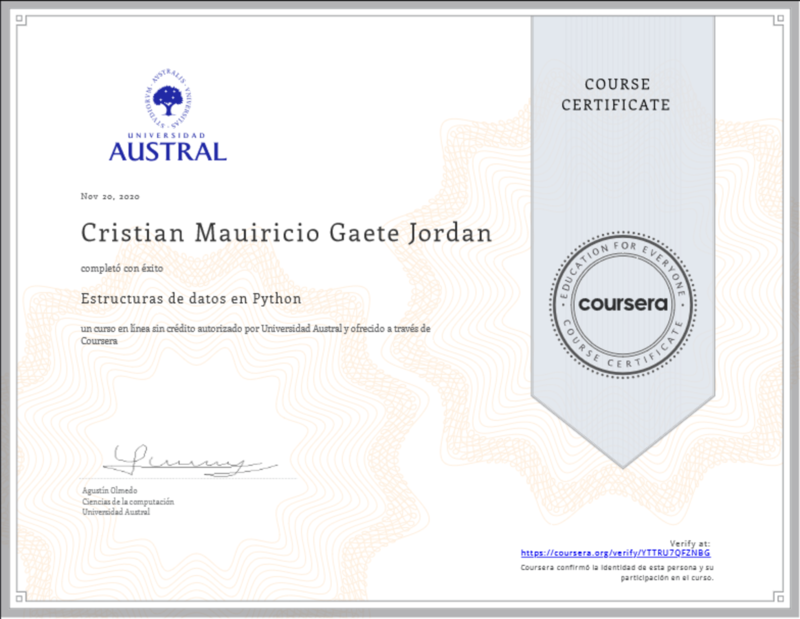 STVDIORVM · AVSTRALIS · VNIVERSITAS
UNIVERSIDAD
AUSTRAL
Nov 20, 2020
Cristian Mauiricio Gaete Jordan
completó con éxito
Estructuras de datos en Python
un curso en línea sin crédito autorizado por Universidad Austral y ofrecido a través de
Coursera
Agustín Olmedo
Ciencias de la computación
Universidad Austral
COURSE
CERTIFICATE
EDUCATION FOR EVERYONE
coursera
COURSE CERTIFICATE
Verify at:
https://coursera.org/verify/YTTRU7QFZNBG
Coursera confirmó la identidad de esta persona y su
participación en el curso.